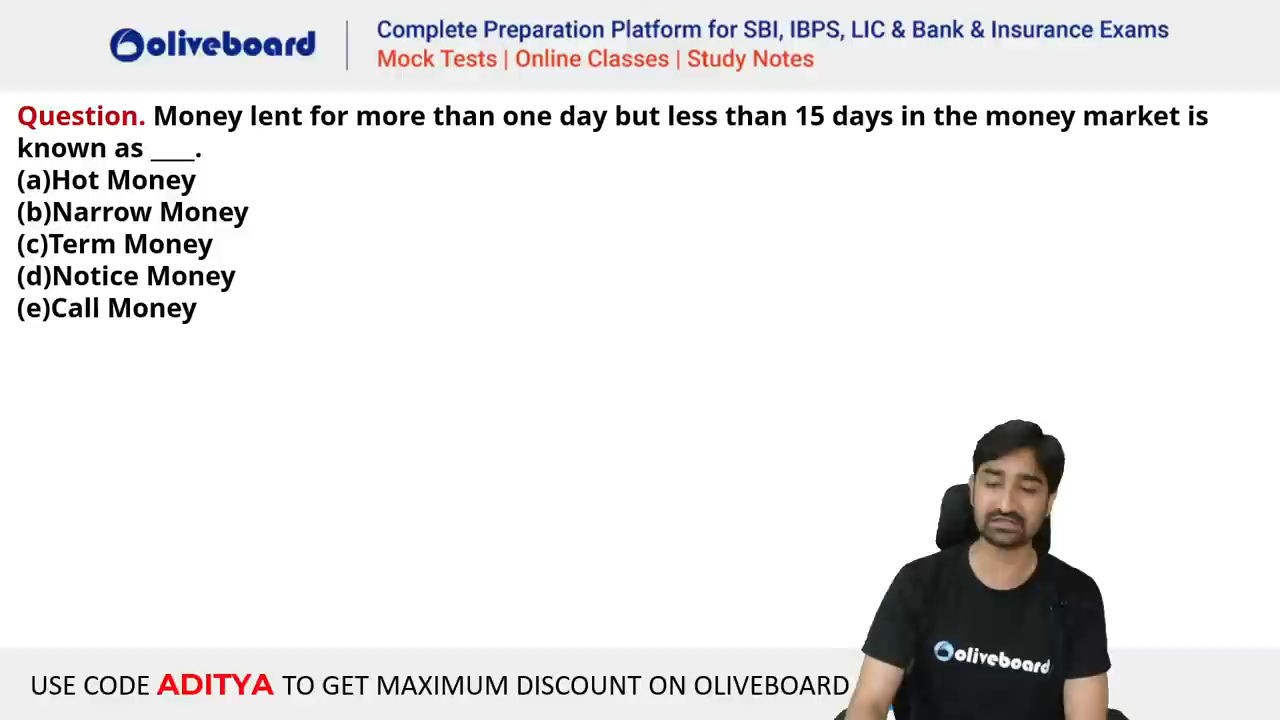 oliveboard
Complete Preparation Platform for SBI, IBPS, LIC & Bank & Insurance Exams
Mock Tests | Online Classes | Study Notes
Question. Money lent for more than one day but less than 15 days in the money market is
known as ____.
(a)Hot Money
(b)Narrow Money
(c)Term Money
(d)Notice Money
(e)Call Money
oliveboard
USE CODE ADITYA TO GET MAXIMUM DISCOUNT ON OLIVEBOARD